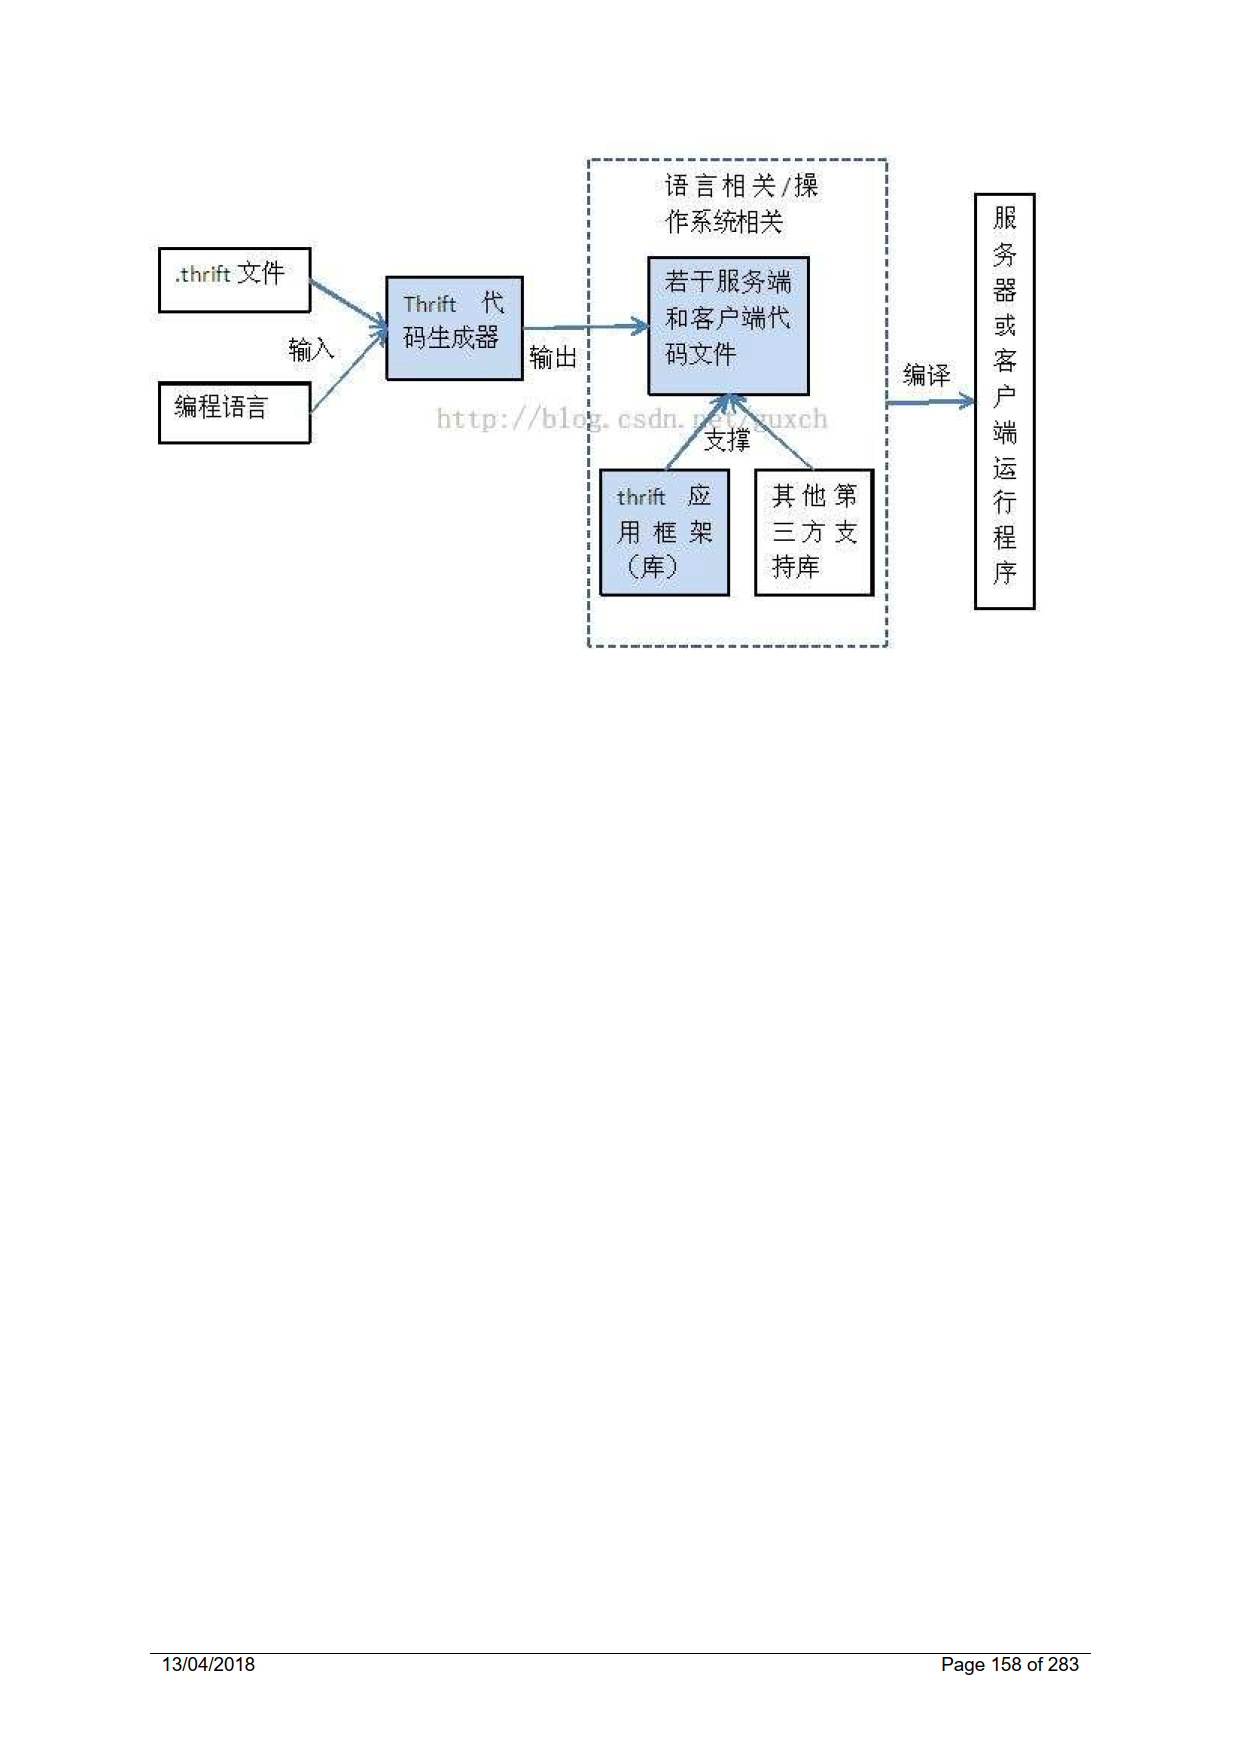 语言相关/操
作系统相关
.thrift 文件
编程语言
输入
Thrift 代
码生成器
输出
若干服务端
和客户端代
码文件
http://blog.csdn.net/guxch
支撑
thrift 应
用框架
（库）
其他第
三方支
持库
编译
服
务
器
或
客
户
端
运
行
程
序
13/04/2018
Page 158 of 283